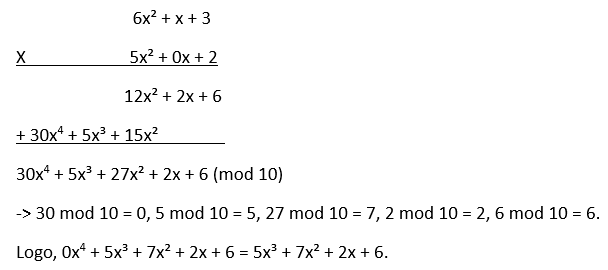 6x² + x + 3
X 5x² + 0x + 2
12x² + 2x + 6
+ 30x⁴ + 5x³ + 15x²
30x⁴ + 5x³ + 27x² + 2x + 6 (mod 10)
-> 30 mod 10 = 0, 5 mod 10 = 5, 27 mod 10 = 7, 2 mod 10 = 2, 6 mod 10 = 6.
Logo, 0x⁴ + 5x³ + 7x² + 2x + 6 = 5x³ + 7x² + 2x + 6.